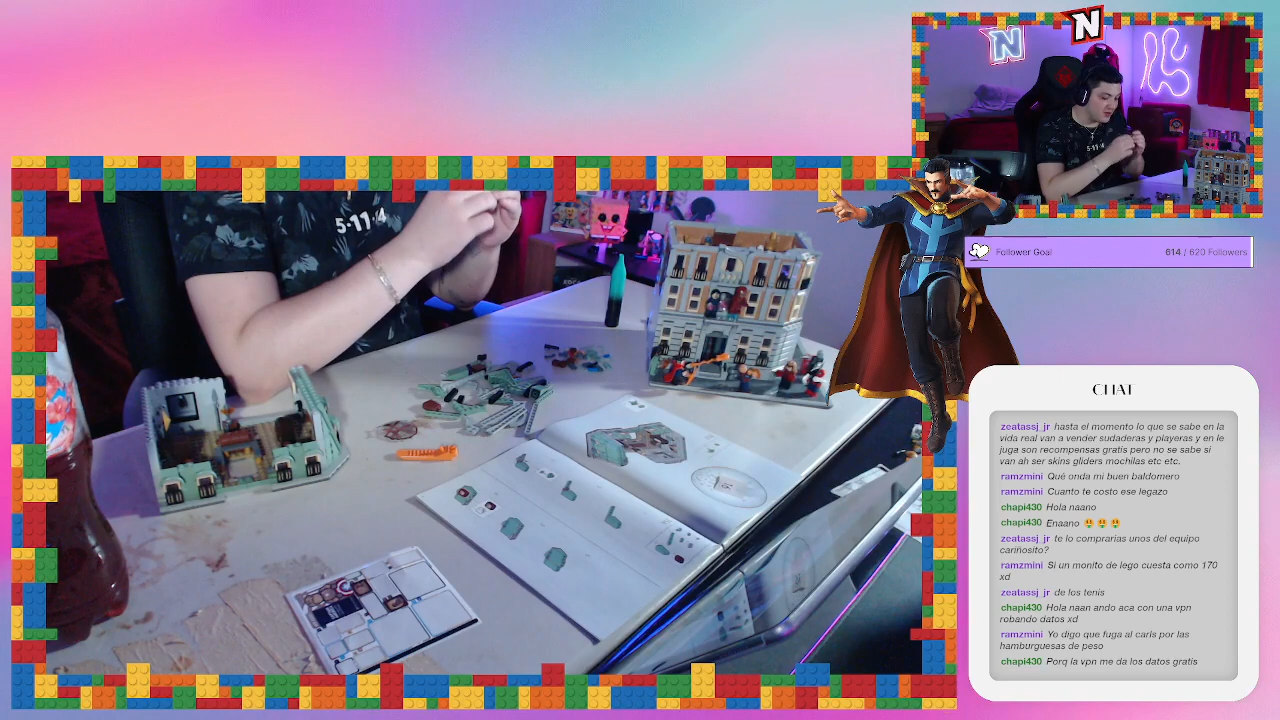 N
N
5·11
Follower Goal
614 / 620 Followers
CHAT
zeatassj_jr hasta el momento lo que se sabe en la
vida real van a vender sudaderas y playeras y en le
juga son recompensas gratis pero no se sabe si
van ah ser skins gliders mochilas etc etc.
ramzmini Qué onda mi buen baldomero
ramzmini Cuanto te costo ese legazo
chapi430 Hola naano
chapi430 Enaano 🤑🤑🤑
zeatassj_jr te lo comprarias unos del equipo
cariñosito?
ramzmini Si un monito de lego cuesta como 170
xd
zeatassj_jr de los tenis
chapi430 Hola naan ando aca con una vpn
robando datos xd
ramzmini Yo digo que fuga al carls por las
hamburguesas de peso
chapi430 Porq la vpn me da los datos gratis